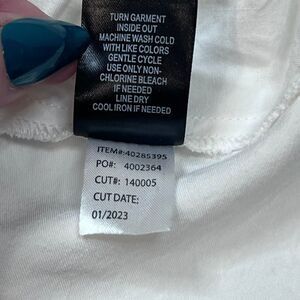 TURN GARMENT
INSIDE OUT
MACHINE WASH COLD
WITH LIKE COLORS
GENTLE CYCLE
USE ONLY NON-
CHLORINE BLEACH
IF NEEDED
LINE DRY
COOL IRON IF NEEDED
ITEM#:40285395
PO#: 4002364
CUT#: 140005
CUT DATE:
01/2023